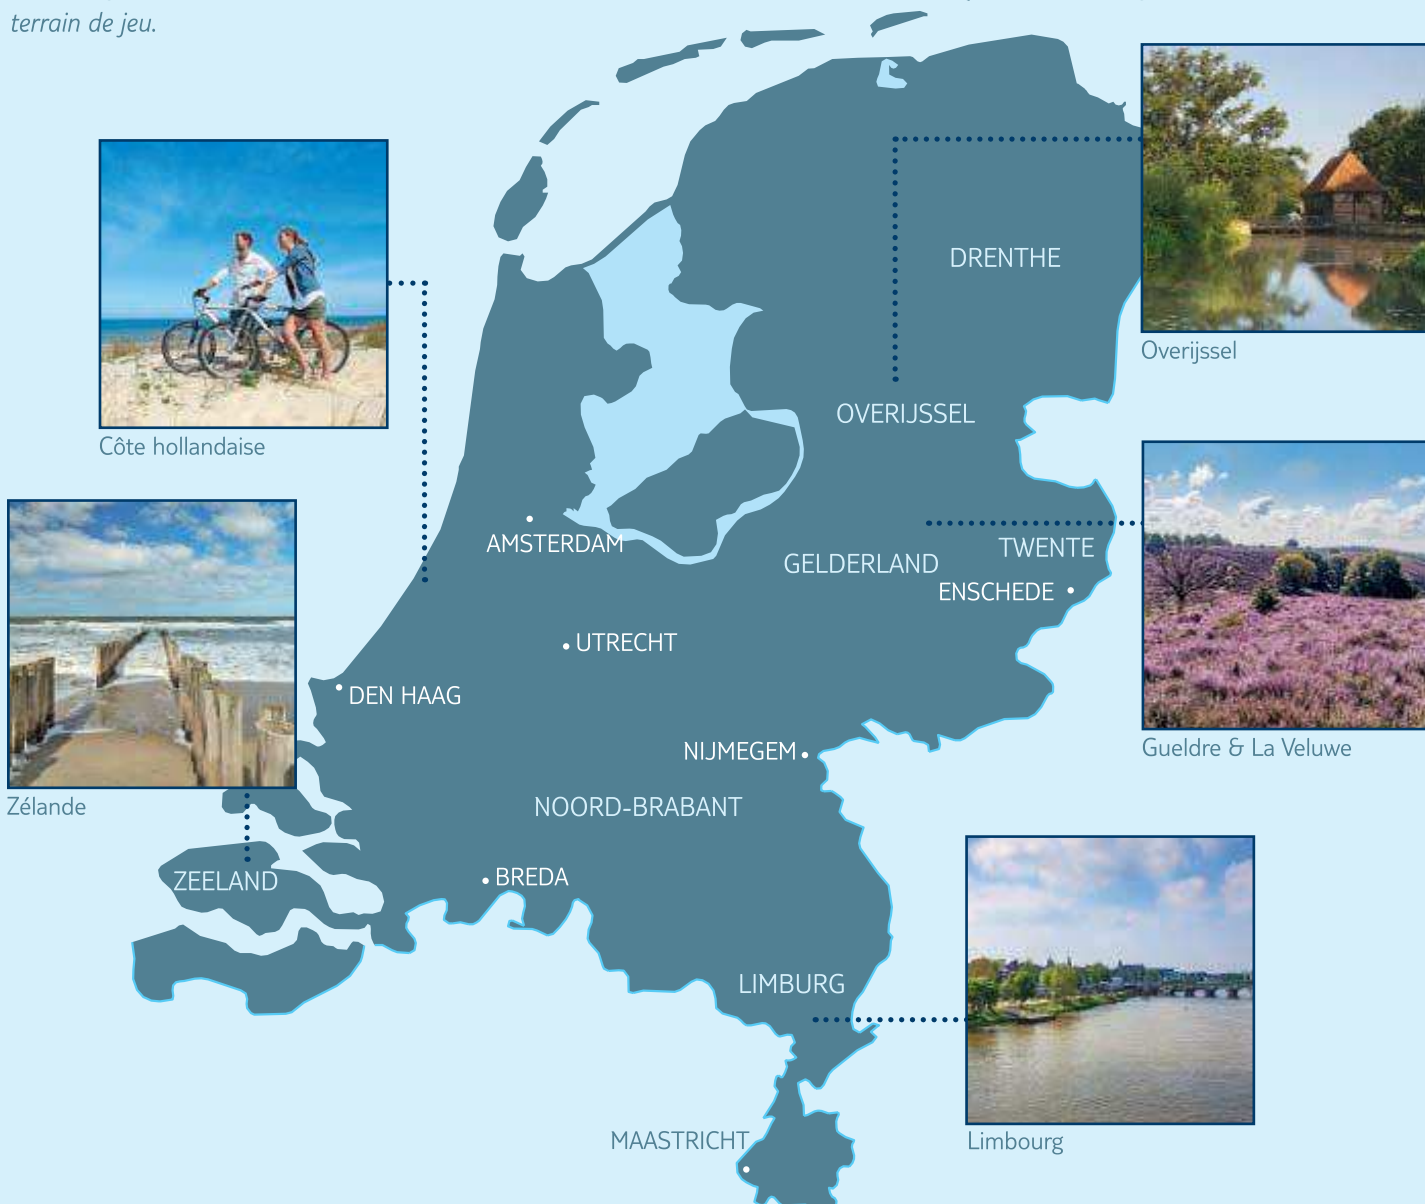 terrain de jeu.
Côte hollandaise
Zélande
Overijssel
Gueldre & La Veluwe
Limbourg
DRENTHE
OVERIJSSEL
AMSTERDAM
GELDERLAND
TWENTE
ENSCHEDE
UTRECHT
DEN HAAG
NIJMEGEM
NOORD-BRABANT
BREDA
ZEELAND
LIMBURG
MAASTRICHT